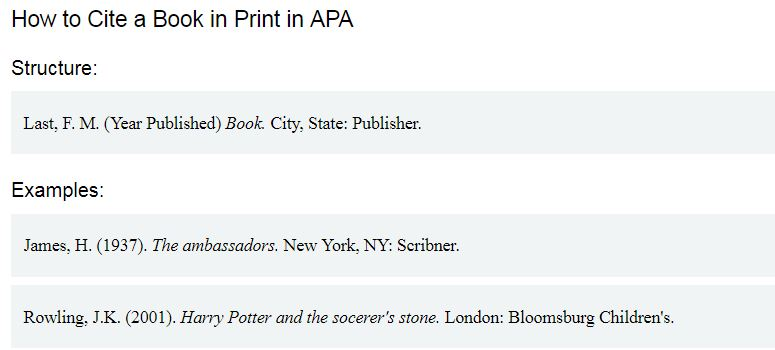 How to Cite a Book in Print in APA
Structure:
Last, F. M. (Year Published) Book. City, State: Publisher.
Examples:
James, H. (1937). The ambassadors. New York, NY: Scribner.
Rowling, J.K. (2001). Harry Potter and the socerer's stone. London: Bloomsburg Children's.